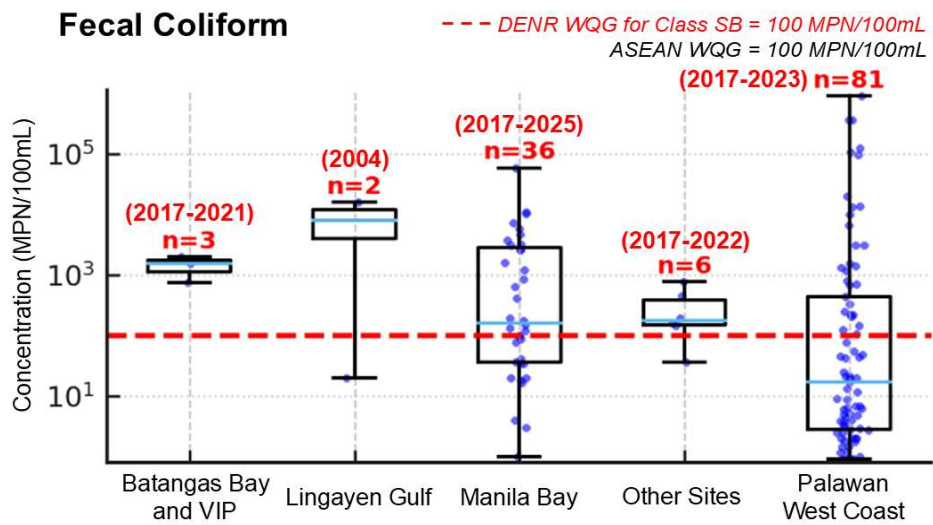 Fecal Coliform
DENR WQG for Class SB = 100 MPN/100mL
ASEAN WQG = 100 MPN/100mL
(2017-2023) n=81
(2017-2025)
n=36
(2004)
n=2
(2017-2021)
n=3
(2017-2022)
n=6
Concentration (MPN/100mL)
10⁵
10³
10¹
Batangas Bay
and VIP
Lingayen Gulf
Manila Bay
Other Sites
Palawan
West Coast